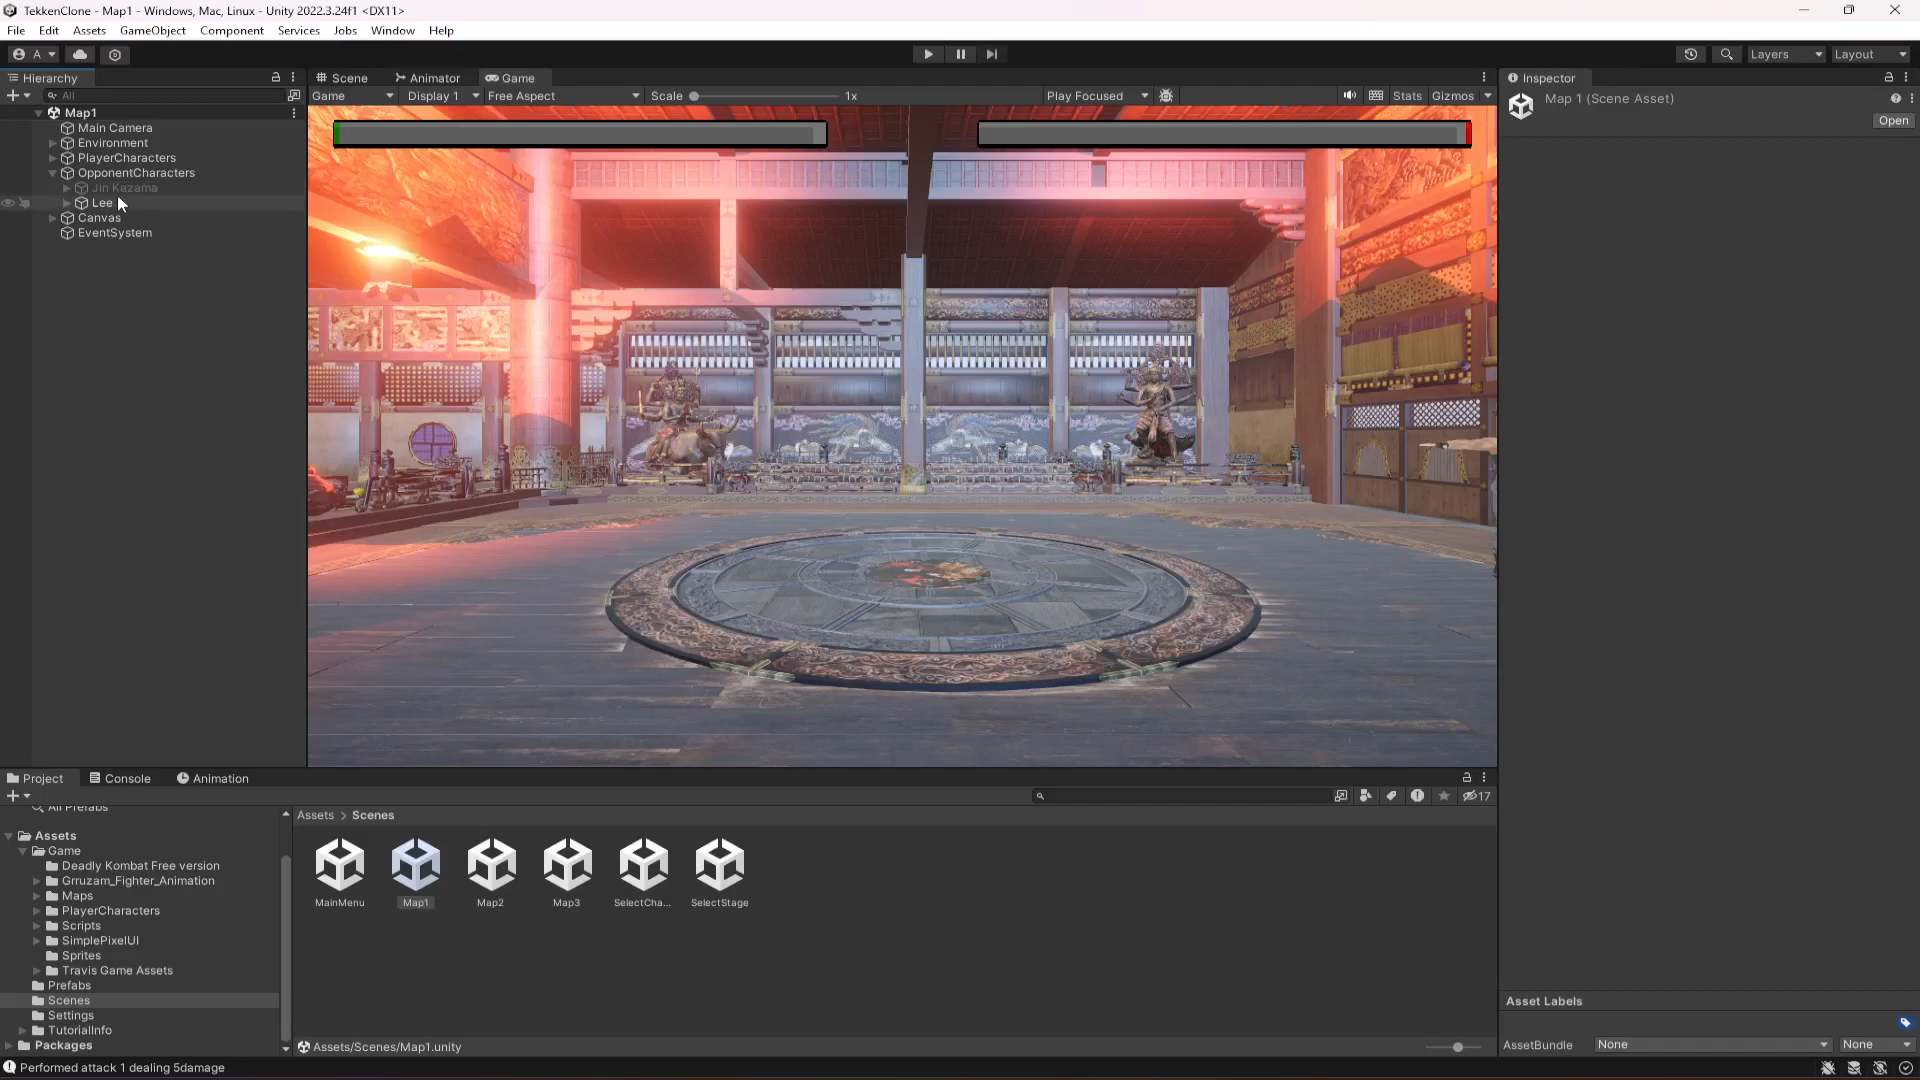 TekkenClone - Map1 - Windows, Mac, Linux - Unity 2022.3.24f1 <DX11>
File Edit Assets GameObject Component Services Jobs Window Help
A Layers Layout
Hierarchy Scene Animator Game Inspector
All Game Display 1 Free Aspect Scale 1x Play Focused Stats Gizmos
Map 1 (Scene Asset)
Open
Map1
Main Camera
Environment
PlayerCharacters
OpponentCharacters
Jin Kazama
Lee
Canvas
EventSystem
Project Console Animation
17
All Prefabs
Assets > Scenes
Assets
Game
Deadly Kombat Free version
Grruzam_Fighter_Animation
Maps
PlayerCharacters
Scripts
SimplePixelUI
Sprites
Travis Game Assets
Prefabs
Scenes
Settings
TutorialInfo
Packages
MainMenu Map1 Map2 Map3 SelectCha... SelectStage
Assets/Scenes/Map1.unity
Asset Labels
AssetBundle None None
Performed attack 1 dealing 5damage